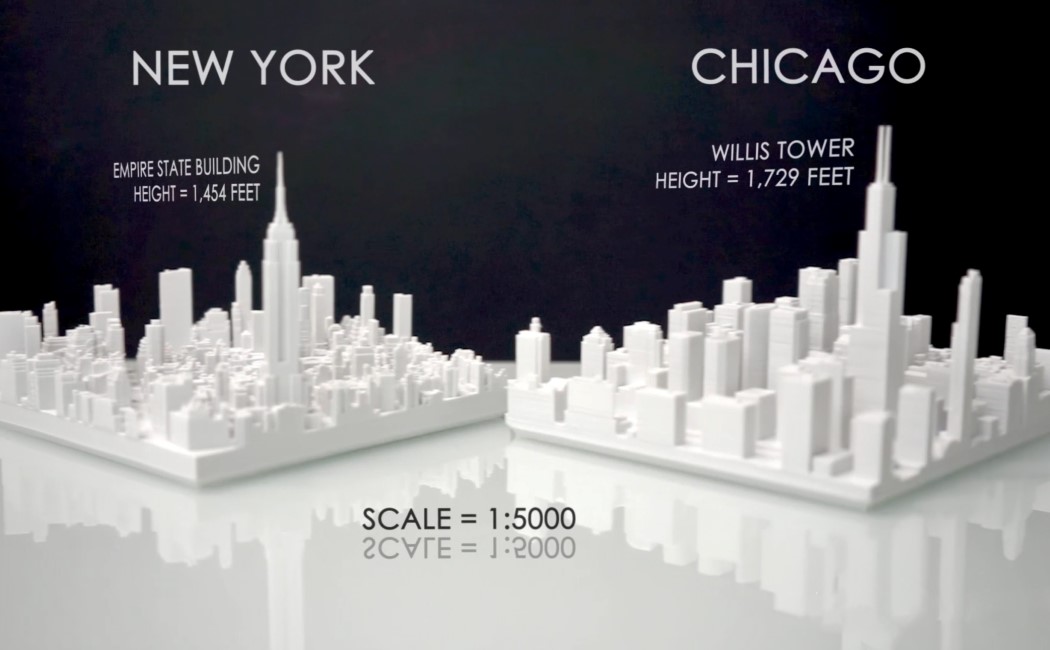 NEW YORK
CHICAGO
EMPIRE STATE BUILDING
HEIGHT = 1,454 FEET
WILLIS TOWER
HEIGHT = 1,729 FEET
SCALE = 1:5000